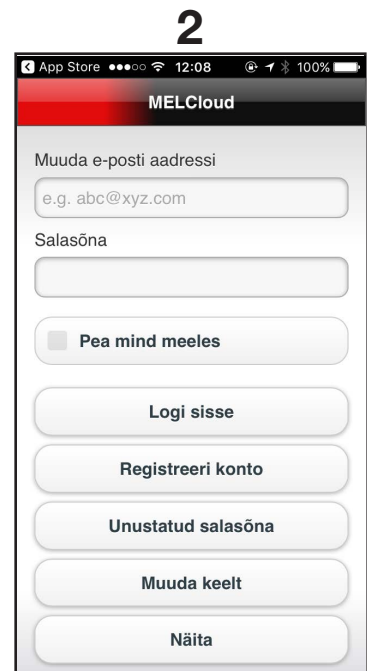 2
App Store 12:08 100%
MELCloud
Muuda e-posti aadressi
e.g. abc@xyz.com
Salasõna
Pea mind meeles
Logi sisse
Registreeri konto
Unustatud salasõna
Muuda keelt
Näita